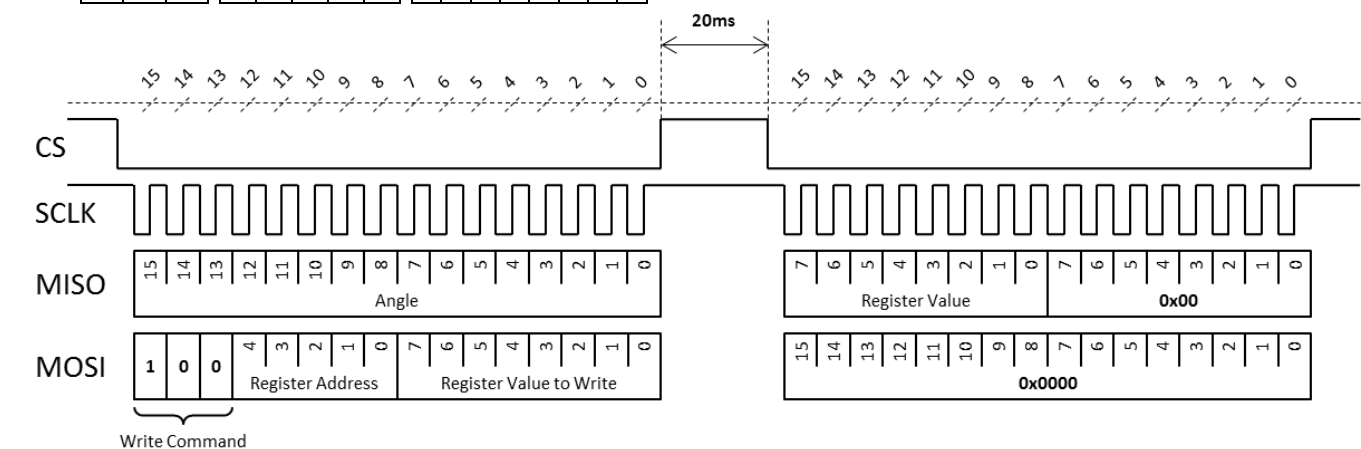 20ms
15 14 13 12 11 10 9 8 7 6 5 4 3 2 1 0 15 14 13 12 11 10 9 8 7 6 5 4 3 2 1 0
CS
SCLK
MISO
15 14 13 12 11 10 9 8 7 6 5 4 3 2 1 0 7 6 5 4 3 2 1 0 7 6 5 4 3 2 1 0
Angle Register Value 0x00
MOSI
1 0 0 4 3 2 1 0 7 6 5 4 3 2 1 0 15 14 13 12 11 10 9 8 7 6 5 4 3 2 1 0
Register Address Register Value to Write 0x0000
Write Command